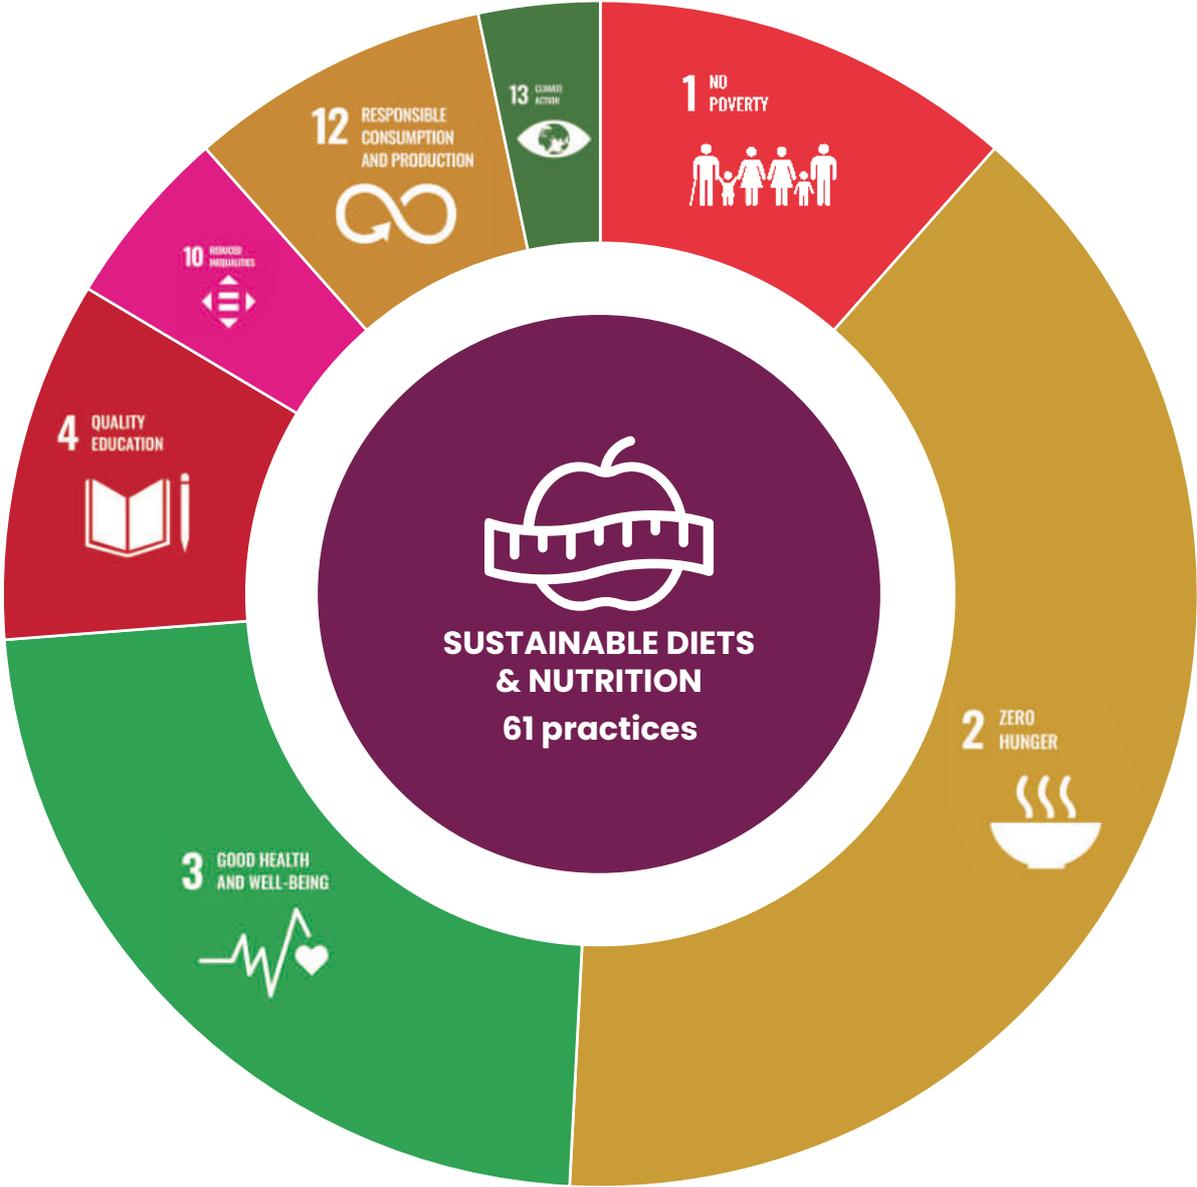 1 NO
POVERTY
2 ZERO
HUNGER
3 GOOD HEALTH
AND WELL-BEING
4 QUALITY
EDUCATION
10 REDUCED
INEQUALITIES
12 RESPONSIBLE
CONSUMPTION
AND PRODUCTION
13 CLIMATE
ACTION
SUSTAINABLE DIETS
& NUTRITION
61 practices